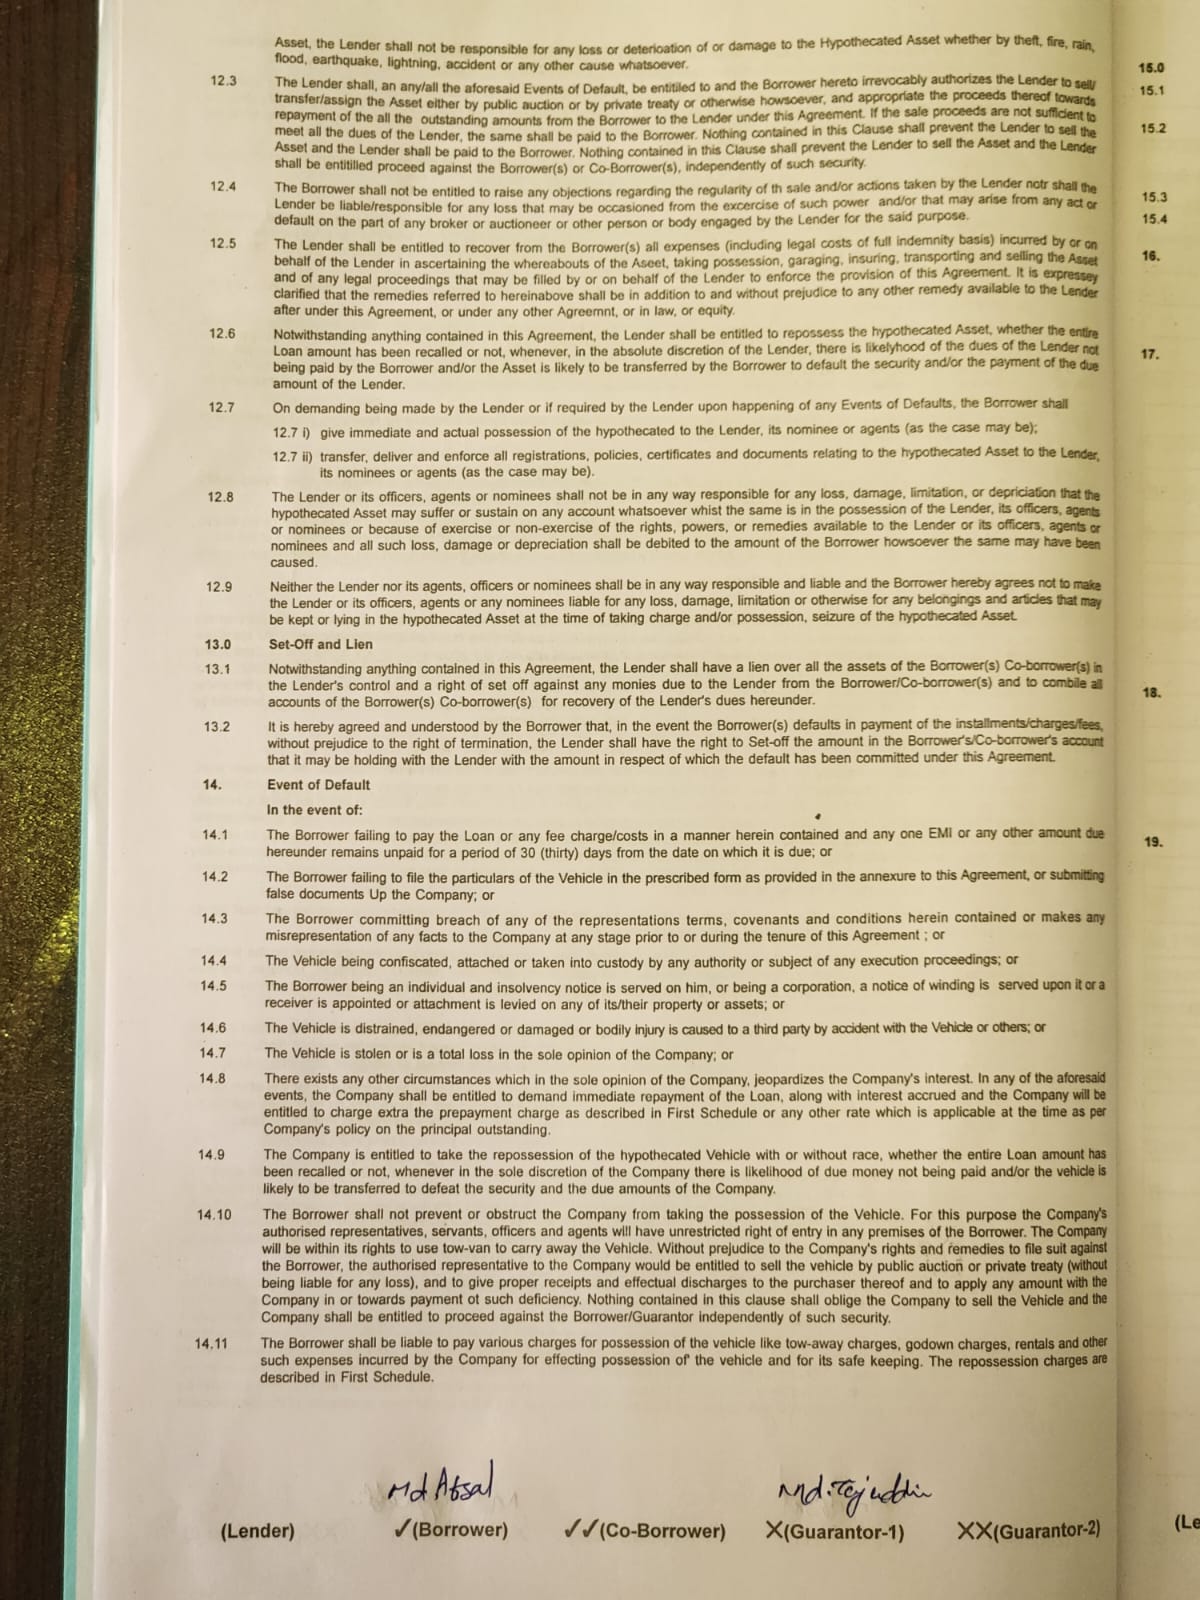 Asset, the Lender shall not be responsible for any loss or deterioation of or damage to the Hypothecated Asset whether by theft, fire, rain,
flood, earthquake, lightning, accident or any other cause whatsoever.
12.3 The Lender shall, an any/all the aforesaid Events of Default, be entitiled to and the Borrower hereto irrevocably authorizes the Lender to sell/
transfer/assign the Asset either by public auction or by private treaty or otherwise howsoever, and appropriate the proceeds thereof towards
repayment of the all the outstanding amounts from the Borrower to the Lender under this Agreement. If the sale proceeds are not sufficient to
meet all the dues of the Lender, the same shall be paid to the Borrower. Nothing contained in this Clause shall prevent the Lender to sell the
Asset and the Lender shall be paid to the Borrower. Nothing contained in this Clause shall prevent the Lender to sell the Asset and the Lender
shall be entitilled proceed against the Borrower(s) or Co-Borrower(s), independently of such security.
12.4 The Borrower shall not be entitled to raise any objections regarding the regularity of th sale and/or actions taken by the Lender notr shall the
Lender be liable/responsible for any loss that may be occasioned from the excercise of such power and/or that may arise from any act or
default on the part of any broker or auctioneer or other person or body engaged by the Lender for the said purpose.
12.5 The Lender shall be entitled to recover from the Borrower(s) all expenses (including legal costs of full indemnity basis) incurred by or on
behalf of the Lender in ascertaining the whereabouts of the Aseet, taking possession, garaging, insuring, transporting and selling the Asset
and of any legal proceedings that may be filled by or on behalf of the Lender to enforce the provision of this Agreement. It is expressey
clarified that the remedies referred to hereinabove shall be in addition to and without prejudice to any other remedy available to the Lender
after under this Agreement, or under any other Agreemnt, or in law, or equity.
12.6 Notwithstanding anything contained in this Agreement, the Lender shall be entitled to repossess the hypothecated Asset, whether the entire
Loan amount has been recalled or not, whenever, in the absolute discretion of the Lender, there is likelyhood of the dues of the Lender not
being paid by the Borrower and/or the Asset is likely to be transferred by the Borrower to default the security and/or the payment of the due
amount of the Lender.
12.7 On demanding being made by the Lender or if required by the Lender upon happening of any Events of Defaults, the Borrower shall
12.7 i) give immediate and actual possession of the hypothecated to the Lender, its nominee or agents (as the case may be);
12.7 ii) transfer, deliver and enforce all registrations, policies, certificates and documents relating to the hypothecated Asset to the Lender,
its nominees or agents (as the case may be).
12.8 The Lender or its officers, agents or nominees shall not be in any way responsible for any loss, damage, limitation, or depriciation that the
hypothecated Asset may suffer or sustain on any account whatsoever whist the same is in the possession of the Lender, its officers, agents
or nominees or because of exercise or non-exercise of the rights, powers, or remedies available to the Lender or its officers, agents or
nominees and all such loss, damage or depreciation shall be debited to the amount of the Borrower howsoever the same may have been
caused.
12.9 Neither the Lender nor its agents, officers or nominees shall be in any way responsible and liable and the Borrower hereby agrees not to make
the Lender or its officers, agents or any nominees liable for any loss, damage, limitation or otherwise for any belongings and articles that may
be kept or lying in the hypothecated Asset at the time of taking charge and/or possession, seizure of the hypothecated Asset.
13.0 Set-Off and Lien
13.1 Notwithstanding anything contained in this Agreement, the Lender shall have a lien over all the assets of the Borrower(s) Co-borrower(s) in
the Lender's control and a right of set off against any monies due to the Lender from the Borrower/Co-borrower(s) and to combile all
accounts of the Borrower(s) Co-borrower(s) for recovery of the Lender's dues hereunder.
13.2 It is hereby agreed and understood by the Borrower that, in the event the Borrower(s) defaults in payment of the installments/charges/fees,
without prejudice to the right of termination, the Lender shall have the right to Set-off the amount in the Borrower's/Co-borrower's account
that it may be holding with the Lender with the amount in respect of which the default has been committed under this Agreement.
14. Event of Default
In the event of:
14.1 The Borrower failing to pay the Loan or any fee charge/costs in a manner herein contained and any one EMI or any other amount due
hereunder remains unpaid for a period of 30 (thirty) days from the date on which it is due; or
14.2 The Borrower failing to file the particulars of the Vehicle in the prescribed form as provided in the annexure to this Agreement, or submitting
false documents Up the Company; or
14.3 The Borrower committing breach of any of the representations terms, covenants and conditions herein contained or makes any
misrepresentation of any facts to the Company at any stage prior to or during the tenure of this Agreement ; or
14.4 The Vehicle being confiscated, attached or taken into custody by any authority or subject of any execution proceedings; or
14.5 The Borrower being an individual and insolvency notice is served on him, or being a corporation, a notice of winding is served upon it or a
receiver is appointed or attachment is levied on any of its/their property or assets; or
14.6 The Vehicle is distrained, endangered or damaged or bodily injury is caused to a third party by accident with the Vehicle or others; or
14.7 The Vehicle is stolen or is a total loss in the sole opinion of the Company; or
14.8 There exists any other circumstances which in the sole opinion of the Company, jeopardizes the Company's interest. In any of the aforesaid
events, the Company shall be entitled to demand immediate repayment of the Loan, along with interest accrued and the Company will be
entitled to charge extra the prepayment charge as described in First Schedule or any other rate which is applicable at the time as per
Company's policy on the principal outstanding.
14.9 The Company is entitled to take the repossession of the hypothecated Vehicle with or without race, whether the entire Loan amount has
been recalled or not, whenever in the sole discretion of the Company there is likelihood of due money not being paid and/or the vehicle is
likely to be transferred to defeat the security and the due amounts of the Company.
14.10 The Borrower shall not prevent or obstruct the Company from taking the possession of the Vehicle. For this purpose the Company's
authorised representatives, servants, officers and agents will have unrestricted right of entry in any premises of the Borrower. The Company
will be within its rights to use tow-van to carry away the Vehicle. Without prejudice to the Company's rights and remedies to file suit against
the Borrower, the authorised representative to the Company would be entitled to sell the vehicle by public auction or private treaty (without
being liable for any loss), and to give proper receipts and effectual discharges to the purchaser thereof and to apply any amount with the
Company in or towards payment ot such deficiency. Nothing contained in this clause shall oblige the Company to sell the Vehicle and the
Company shall be entitled to proceed against the Borrower/Guarantor independently of such security.
14.11 The Borrower shall be liable to pay various charges for possession of the vehicle like tow-away charges, godown charges, rentals and other
such expenses incurred by the Company for effecting possession of the vehicle and for its safe keeping. The repossession charges are
described in First Schedule.
Md Afsal Md. Tajuddin
(Lender) ✓(Borrower) ✓✓(Co-Borrower) X(Guarantor-1) XX(Guarantor-2)
15.0
15.1
15.2
15.3
15.4
16.
17.
18.
19.
(Le